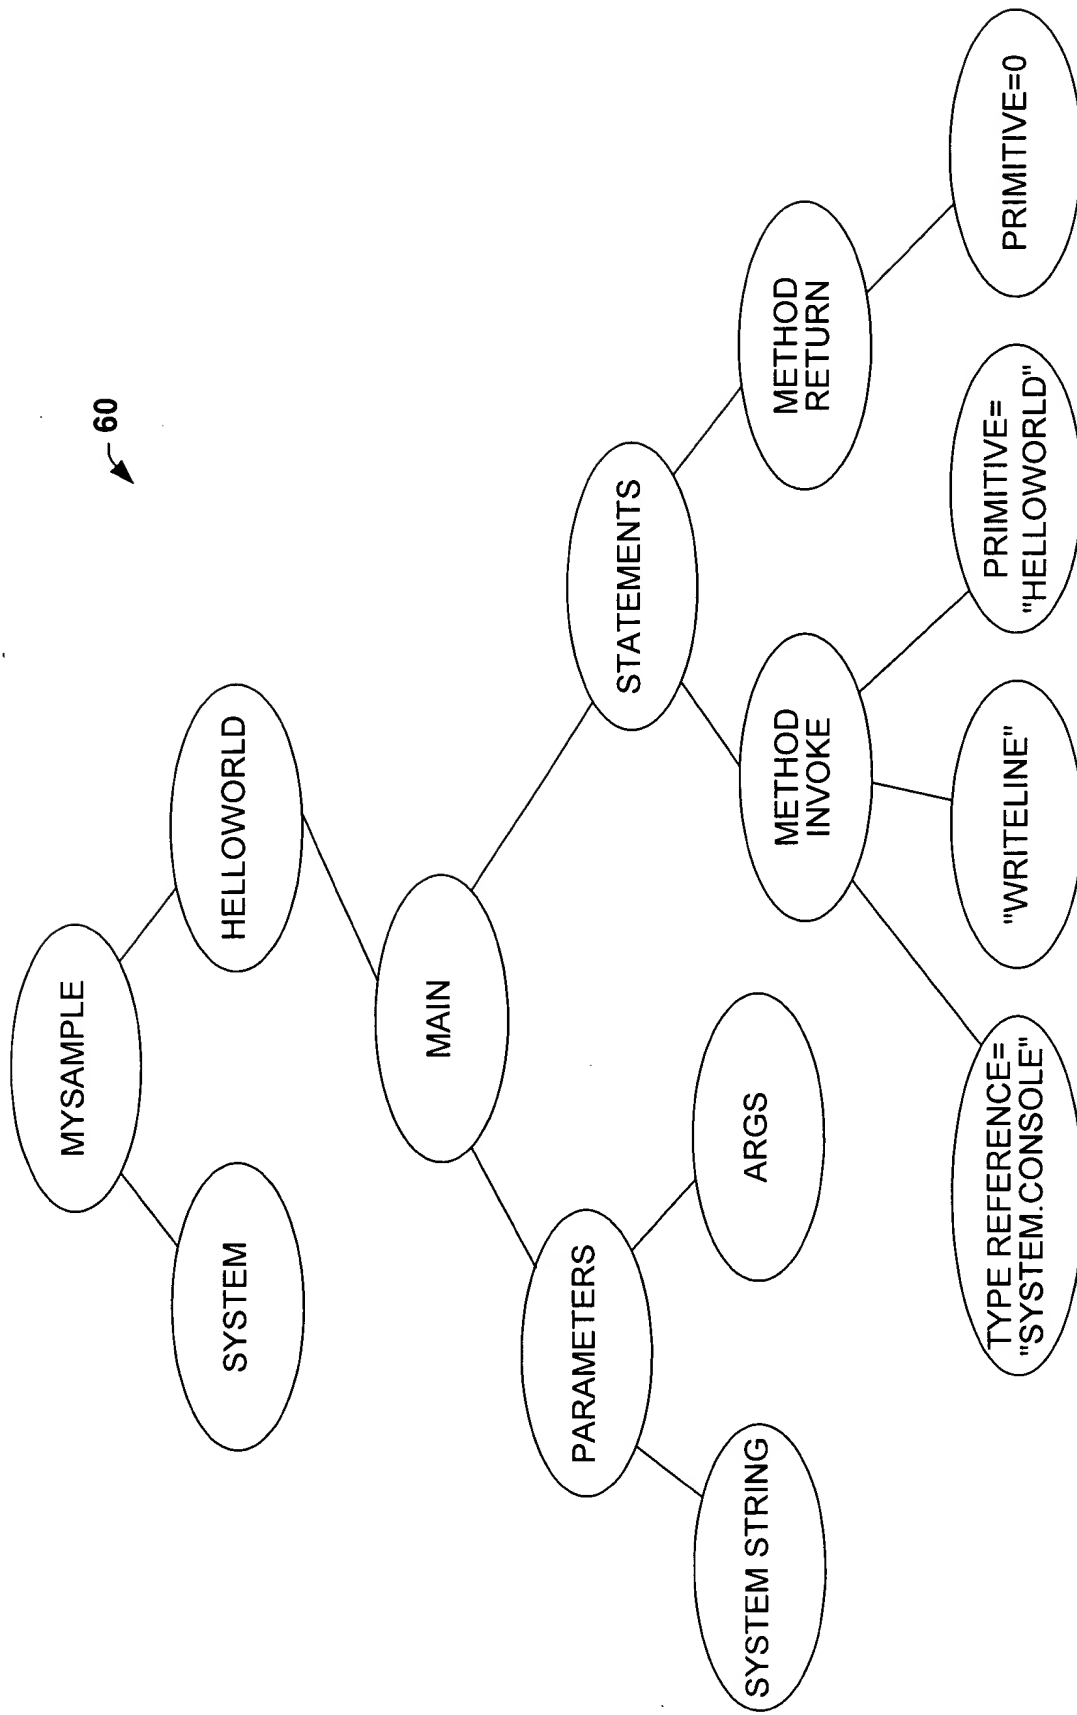 60
MYSAMPLE
SYSTEM
HELLOWORLD
MAIN
PARAMETERS
STATEMENTS
SYSTEM STRING
ARGS
METHOD
INVOKE
METHOD
RETURN
TYPE REFERENCE=
"SYSTEM.CONSOLE"
"WRITELINE"
PRIMITIVE=
"HELLOWORLD"
PRIMITIVE=0